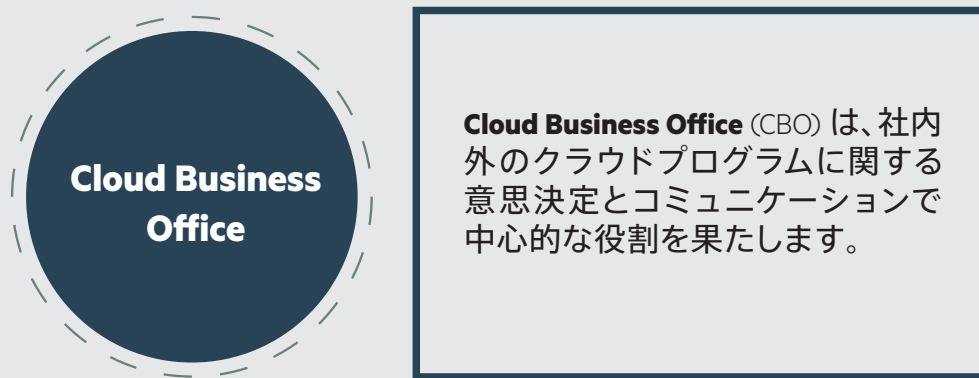 Cloud Business
Office
Cloud Business Office (CBO) は、社内
外のクラウドプログラムに関する
意思決定とコミュニケーションで
中心的な役割を果たします。